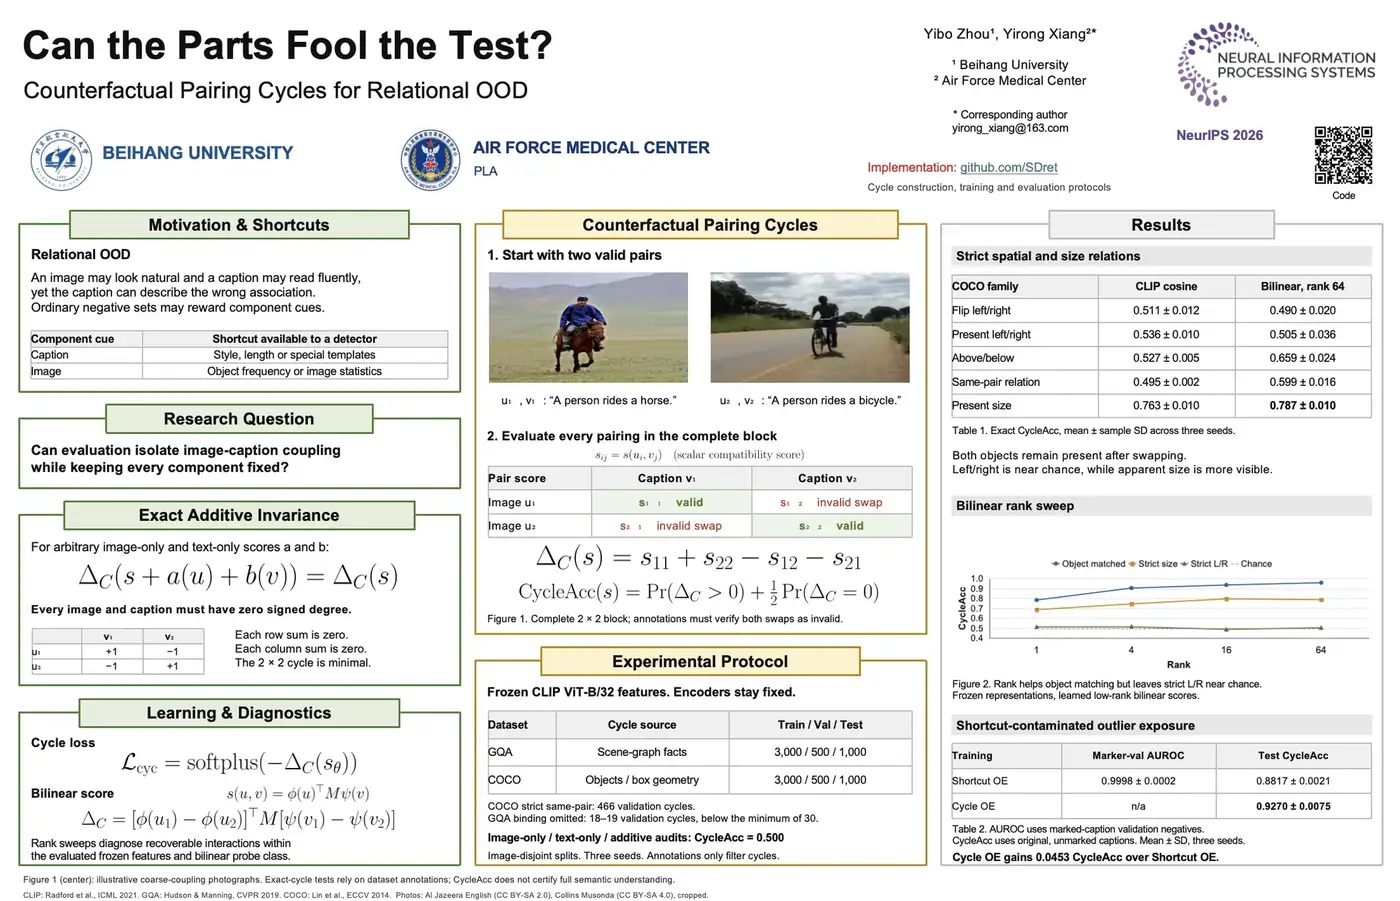 Can the Parts Fool the Test?
Counterfactual Pairing Cycles for Relational OOD
BEIHANG UNIVERSITY
AIR FORCE MEDICAL CENTER
PLA
Yibo Zhou¹, Yirong Xiang²*
¹ Beihang University
² Air Force Medical Center
* Corresponding author
yirong_xiang@163.com
Implementation: github.com/SDret
Cycle construction, training and evaluation protocols
NEURAL INFORMATION
PROCESSING SYSTEMS
NeurIPS 2026
Code
Motivation & Shortcuts
Relational OOD
An image may look natural and a caption may read fluently,
yet the caption can describe the wrong association.
Ordinary negative sets may reward component cues.
Component cue Shortcut available to a detector
Caption Style, length or special templates
Image Object frequency or image statistics
Research Question
Can evaluation isolate image-caption coupling
while keeping every component fixed?
Exact Additive Invariance
For arbitrary image-only and text-only scores a and b:
Δ_C(s + a(u) + b(v)) = Δ_C(s)
Every image and caption must have zero signed degree.
v₁ v₂
u₁ +1 −1
u₂ −1 +1
Each row sum is zero.
Each column sum is zero.
The 2 × 2 cycle is minimal.
Learning & Diagnostics
Cycle loss
ℒ_cyc = softplus(−Δ_C(s_θ))
Bilinear score s(u, v) = ϕ(u)^⊤Mψ(v)
Δ_C = [ϕ(u₁) − ϕ(u₂)]^⊤M[ψ(v₁) − ψ(v₂)]
Rank sweeps diagnose recoverable interactions within
the evaluated frozen features and bilinear probe class.
Counterfactual Pairing Cycles
1. Start with two valid pairs
u₁ , v₁ : “A person rides a horse.”
u₂ , v₂ : “A person rides a bicycle.”
2. Evaluate every pairing in the complete block
s_ij = s(u_i, v_j) (scalar compatibility score)
Pair score Caption v₁ Caption v₂
Image u₁ s₁ ₁ valid s₁ ₂ invalid swap
Image u₂ s₂ ₁ invalid swap s₂ ₂ valid
Δ_C(s) = s₁₁ + s₂₂ − s₁₂ − s₂₁
CycleAcc(s) = Pr(Δ_C > 0) + ½ Pr(Δ_C = 0)
Figure 1. Complete 2 × 2 block; annotations must verify both swaps as invalid.
Experimental Protocol
Frozen CLIP ViT-B/32 features. Encoders stay fixed.
Dataset Cycle source Train / Val / Test
GQA Scene-graph facts 3,000 / 500 / 1,000
COCO Objects / box geometry 3,000 / 500 / 1,000
COCO strict same-pair: 466 validation cycles.
GQA binding omitted: 18–19 validation cycles, below the minimum of 30.
Image-only / text-only / additive audits: CycleAcc = 0.500
Image-disjoint splits. Three seeds. Annotations only filter cycles.
Results
Strict spatial and size relations
COCO family CLIP cosine Bilinear, rank 64
Flip left/right 0.511 ± 0.012 0.490 ± 0.020
Present left/right 0.536 ± 0.010 0.505 ± 0.036
Above/below 0.527 ± 0.005 0.659 ± 0.024
Same-pair relation 0.495 ± 0.002 0.599 ± 0.016
Present size 0.763 ± 0.010 0.787 ± 0.010
Table 1. Exact CycleAcc, mean ± sample SD across three seeds.
Both objects remain present after swapping.
Left/right is near chance, while apparent size is more visible.
Bilinear rank sweep
Object matched Strict size Strict L/R Chance
CycleAcc
1.0
0.9
0.8
0.7
0.6
0.5
0.4
1 4 16 64
Rank
Figure 2. Rank helps object matching but leaves strict L/R near chance.
Frozen representations, learned low-rank bilinear scores.
Shortcut-contaminated outlier exposure
Training Marker-val AUROC Test CycleAcc
Shortcut OE 0.9998 ± 0.0002 0.8817 ± 0.0021
Cycle OE n/a 0.9270 ± 0.0075
Table 2. AUROC uses marked-caption validation negatives.
CycleAcc uses original, unmarked captions. Mean ± SD, three seeds.
Cycle OE gains 0.0453 CycleAcc over Shortcut OE.
Figure 1 (center): illustrative coarse-coupling photographs. Exact-cycle tests rely on dataset annotations; CycleAcc does not certify full semantic understanding.
CLIP: Radford et al., ICML 2021. GQA: Hudson & Manning, CVPR 2019. COCO: Lin et al., ECCV 2014. Photos: Al Jazeera English (CC BY-SA 2.0), Collins Musonda (CC BY-SA 4.0), cropped.